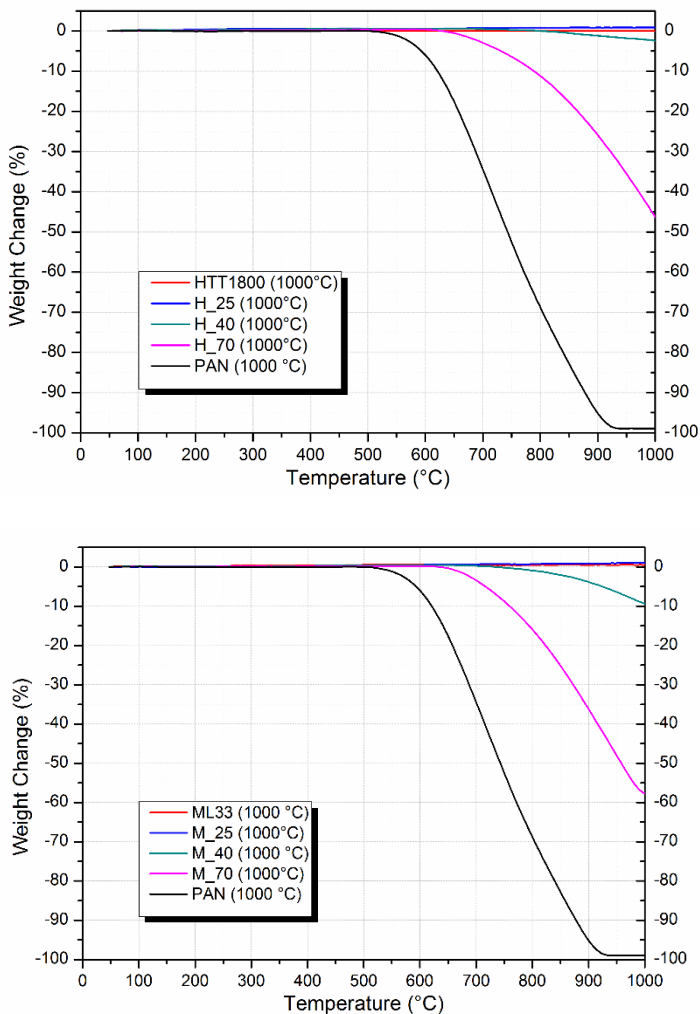 0
-10
-20
-30
-40
-50
-60
-70
-80
-90
-100
Weight Change (%)
HTT1800 (1000°C)
H_25 (1000°C)
H_40 (1000°C)
H_70 (1000°C)
PAN (1000 °C)
0
-10
-20
-30
-40
-50
-60
-70
-80
-90
-100
0 100 200 300 400 500 600 700 800 900 1000
Temperature (°C)
0
-10
-20
-30
-40
-50
-60
-70
-80
-90
-100
Weight Change (%)
ML33 (1000 °C)
M_25 (1000°C)
M_40 (1000 °C)
M_70 (1000°C)
PAN (1000 °C)
0
-10
-20
-30
-40
-50
-60
-70
-80
-90
-100
0 100 200 300 400 500 600 700 800 900 1000
Temperature (°C)